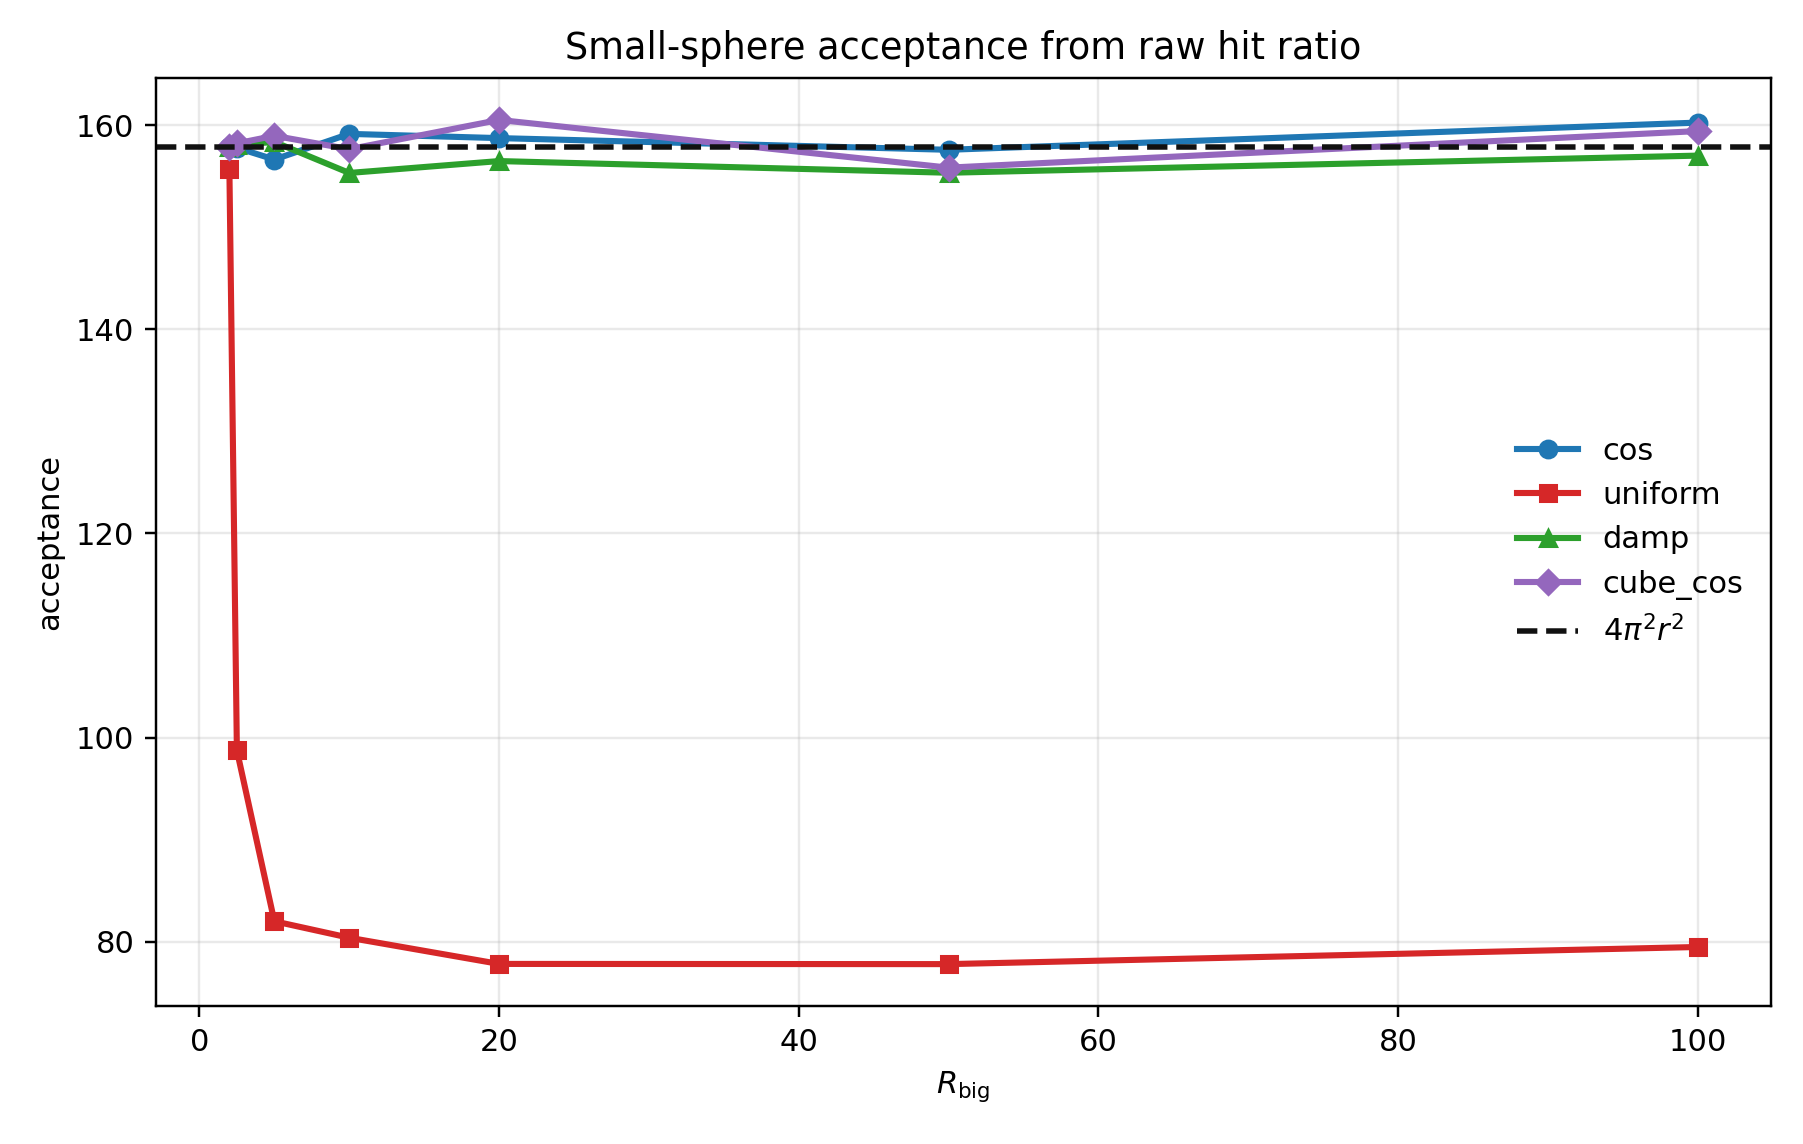 Small-sphere acceptance from raw hit ratio
acceptance
160
140
120
100
80
0 20 40 60 80 100
R_big
cos
uniform
damp
cube_cos
4π²r²